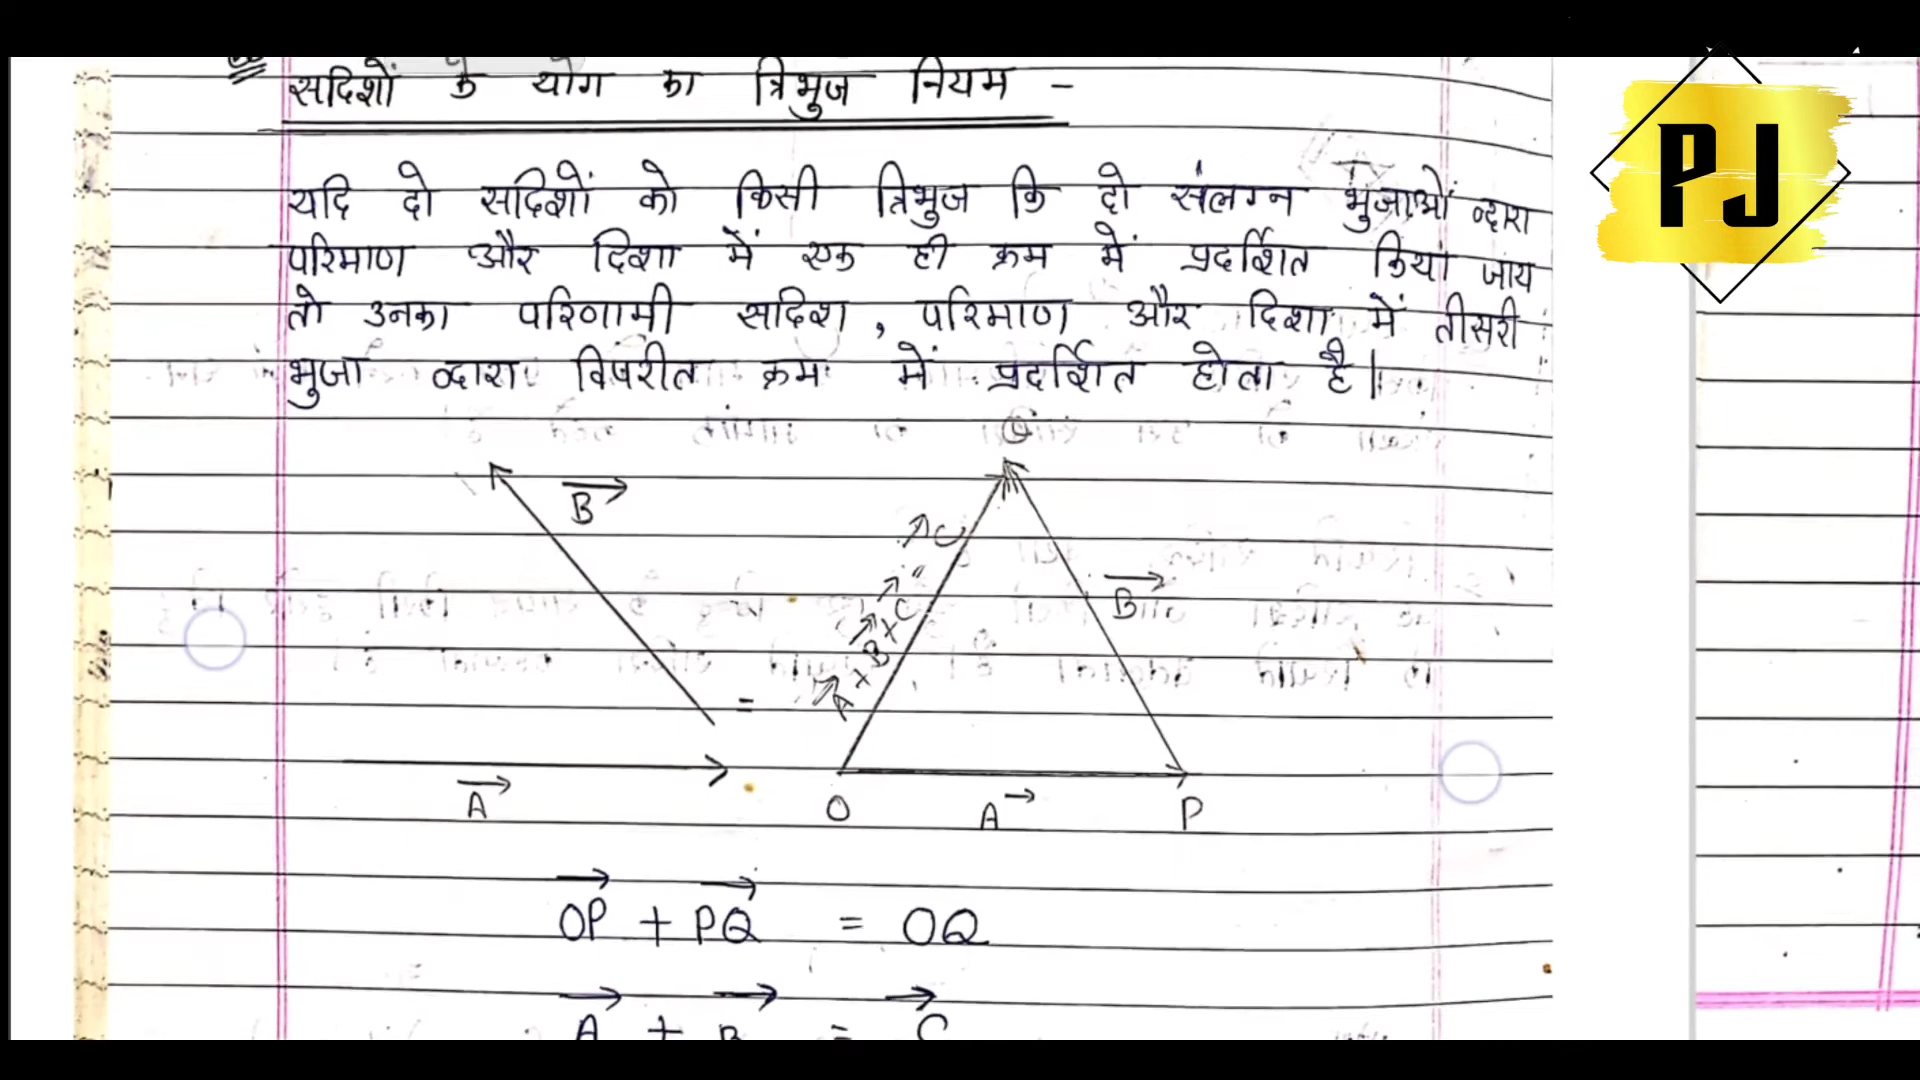 सदिशों के योग का त्रिभुज नियम -
यदि दो सदिशों को किसी त्रिभुज कि दो संलग्न भुजाओं व्दारा
परिमाण और दिशा में एक ही क्रम में प्रदर्शित किया जाय
तो उनका परिणामी सदिश, परिमाण और दिशा में तीसरी
भुजा व्दारा विपरीत क्रम में प्रदर्शित होता है।
PJ
Q
B
C
A + B + C
B
=
A
O A P
OP + PQ = OQ
A + B = C